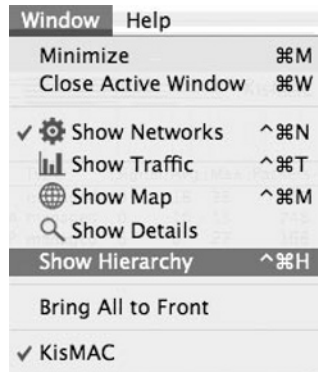 Window Help
Minimize ⌘M
Close Active Window ⌘W
✓ Show Networks ^⌘N
Show Traffic ^⌘T
Show Map ^⌘M
Show Details
Show Hierarchy ^⌘H
Bring All to Front
✓ KisMAC